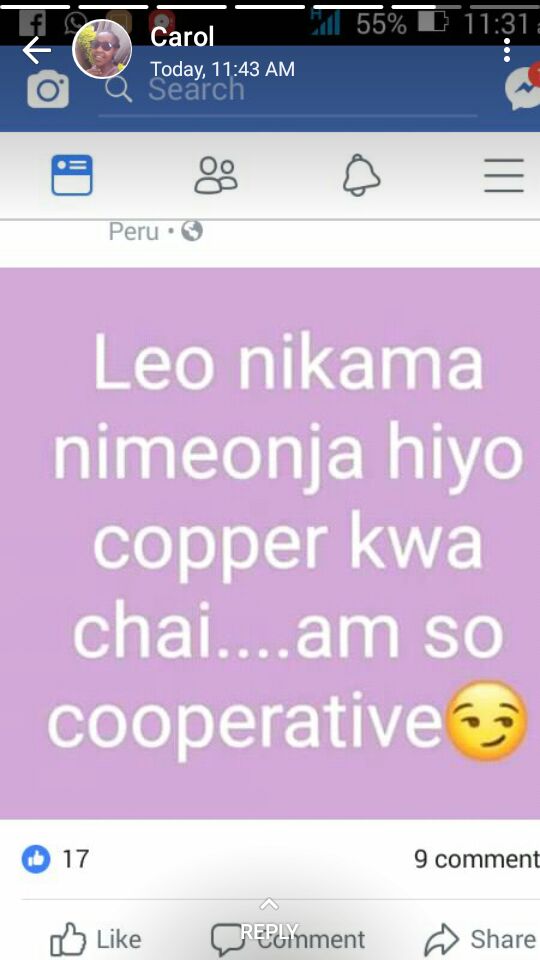 55% 11:31
Carol
Today, 11:43 AM
Search
Peru •
Leo nikama
nimeonja hiyo
copper kwa
chai....am so
cooperative😏
17
9 comment
Like
Comment
Share
REPLY